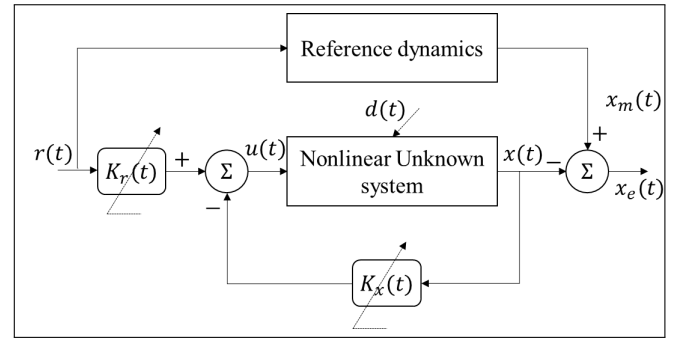 Reference dynamics
x_m(t)
d(t)
+
r(t)
K_r(t)
+
Σ
u(t)
Nonlinear Unknown
system
x(t)
−
Σ
x_e(t)
−
K_x(t)